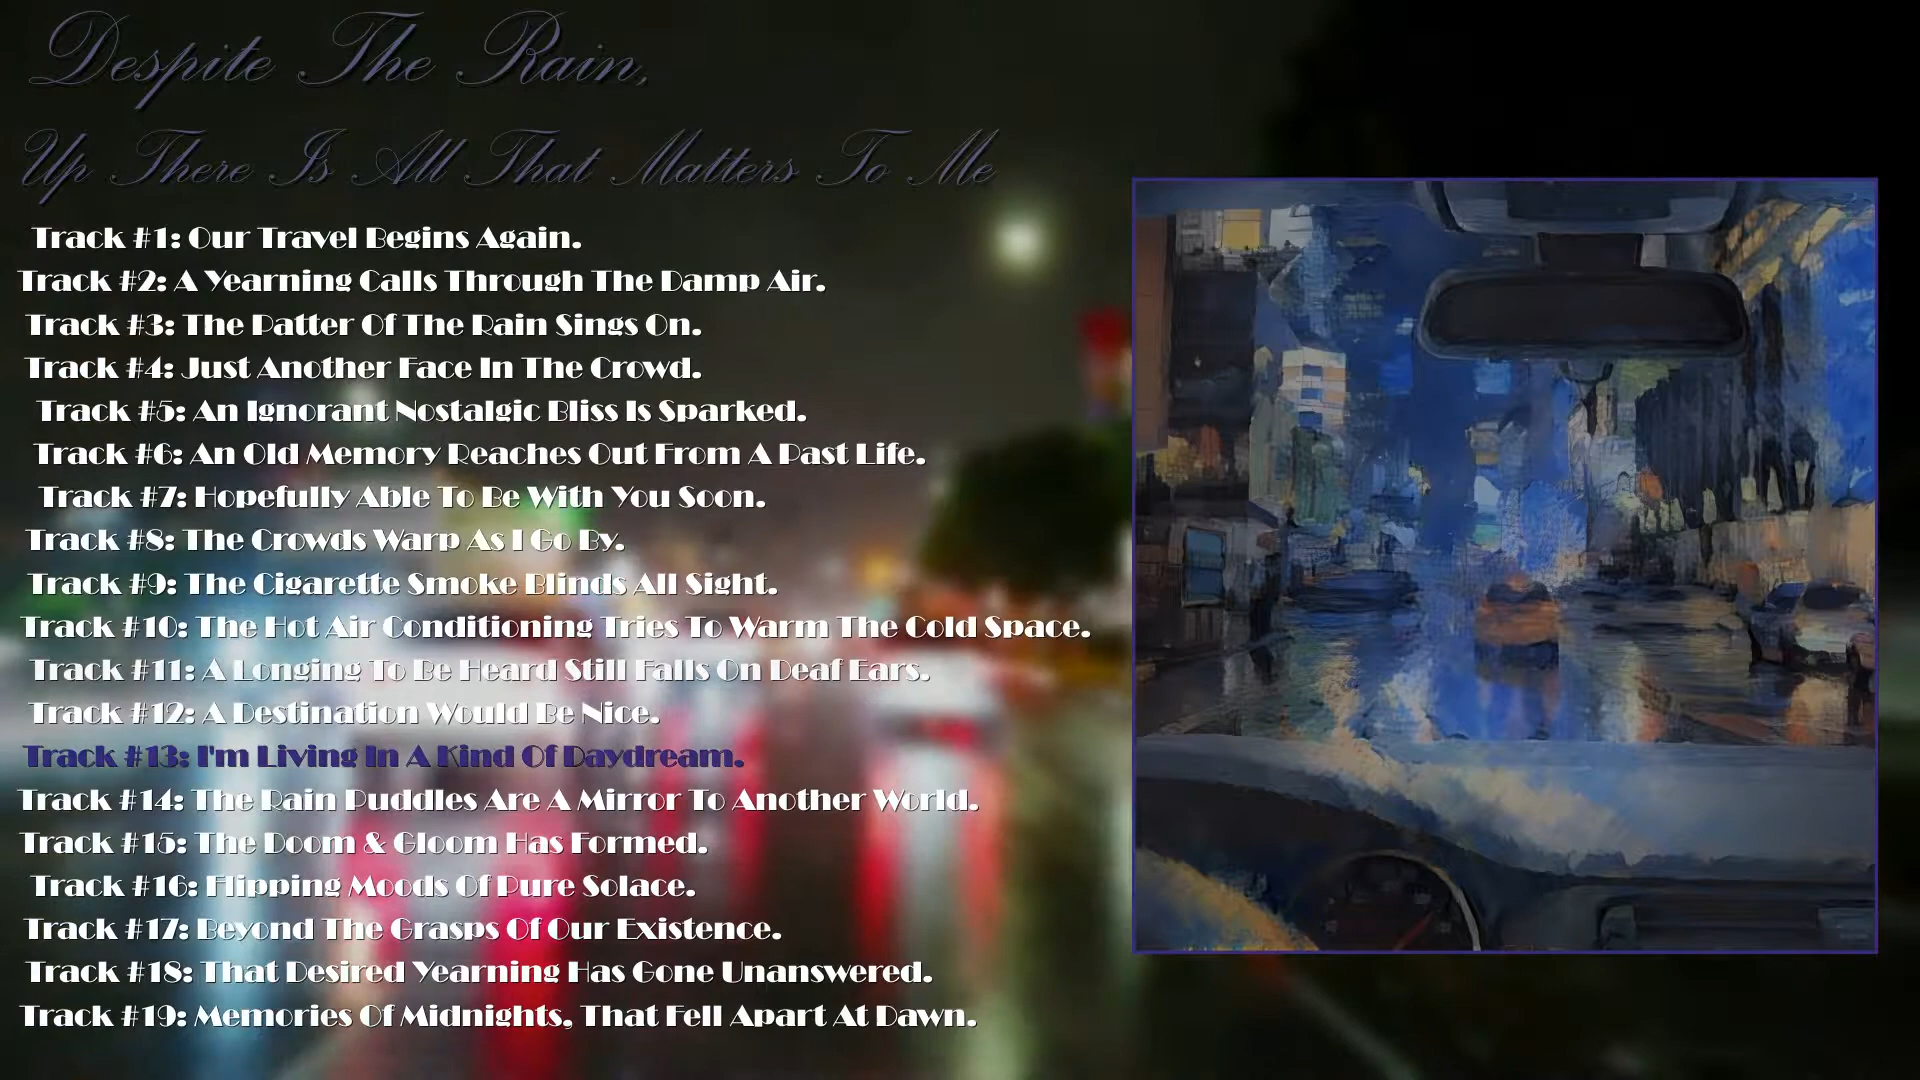 Despite The Rain,
Up There Is All That Matters To Me
Track #1: Our Travel Begins Again.
Track #2: A Yearning Calls Through The Damp Air.
Track #3: The Patter Of The Rain Sings On.
Track #4: Just Another Face In The Crowd.
Track #5: An Ignorant Nostalgic Bliss Is Sparked.
Track #6: An Old Memory Reaches Out From A Past Life.
Track #7: Hopefully Able To Be With You Soon.
Track #8: The Crowds Warp As I Go By.
Track #9: The Cigarette Smoke Blinds All Sight.
Track #10: The Hot Air Conditioning Tries To Warm The Cold Space.
Track #11: A Longing To Be Heard Still Falls On Deaf Ears.
Track #12: A Destination Would Be Nice.
Track #13: I'm Living In A Kind Of Daydream.
Track #14: The Rain Puddles Are A Mirror To Another World.
Track #15: The Doom & Gloom Has Formed.
Track #16: Flipping Moods Of Pure Solace.
Track #17: Beyond The Grasps Of Our Existence.
Track #18: That Desired Yearning Has Gone Unanswered.
Track #19: Memories Of Midnights, That Fell Apart At Dawn.